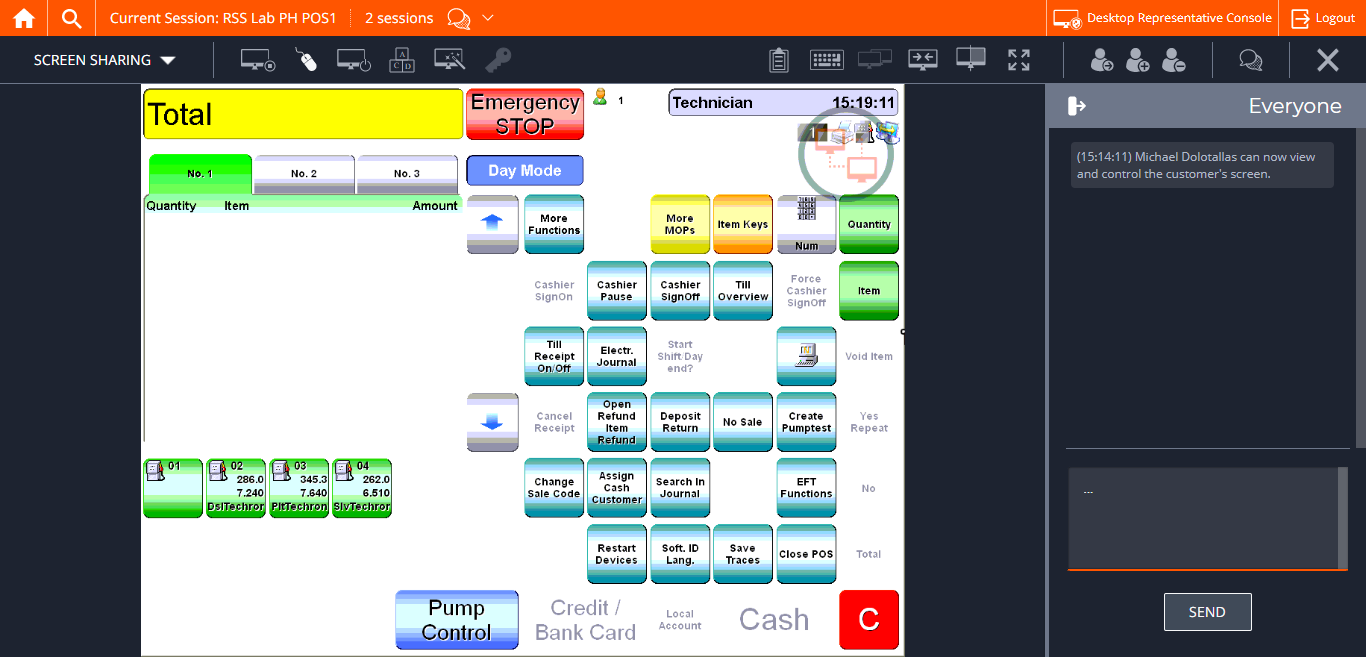 Current Session: RSS Lab PH POS1
2 sessions
Desktop Representative Console
Logout
SCREEN SHARING
Total
Emergency
STOP
1
Technician
15:19:11
1
No. 1
No. 2
No. 3
Day Mode
Quantity
Item
Amount
More
Functions
More
MOPs
Item Keys
Num
Quantity
Cashier
SignOn
Cashier
Pause
Cashier
SignOff
Till
Overview
Force
Cashier
SignOff
Item
Till
Receipt
On/Off
Electr.
Journal
Start
Shift/Day
end?
Void Item
Cancel
Receipt
Open
Refund
Item
Refund
Deposit
Return
No Sale
Create
Pumptest
Yes
Repeat
01
02
286.0
7.240
DslTechror
03
345.3
7.640
PltTechron
04
262.0
6.510
SlvTechror
Change
Sale Code
Assign
Cash
Customer
Search In
Journal
EFT
Functions
No
Restart
Devices
Soft. ID
Lang.
Save
Traces
Close POS
Total
Pump
Control
Credit /
Bank Card
Local
Account
Cash
C
Everyone
(15:14:11) Michael Dolotallas can now view
and control the customer's screen.
...
SEND